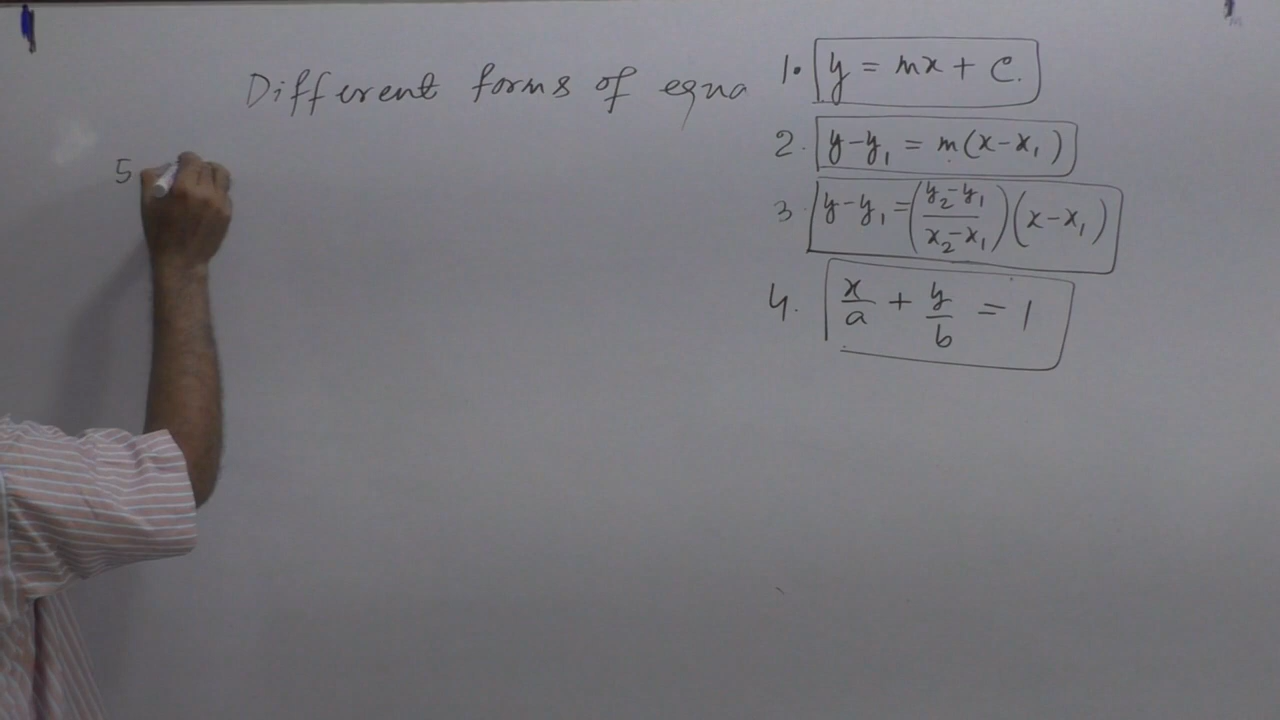 Different forms of equa
1. y = mx + c.
2. y-y₁ = m(x-x₁)
3. y-y₁ = (y₂-y₁/x₂-x₁)(x-x₁)
4. x/a + y/b = 1
5